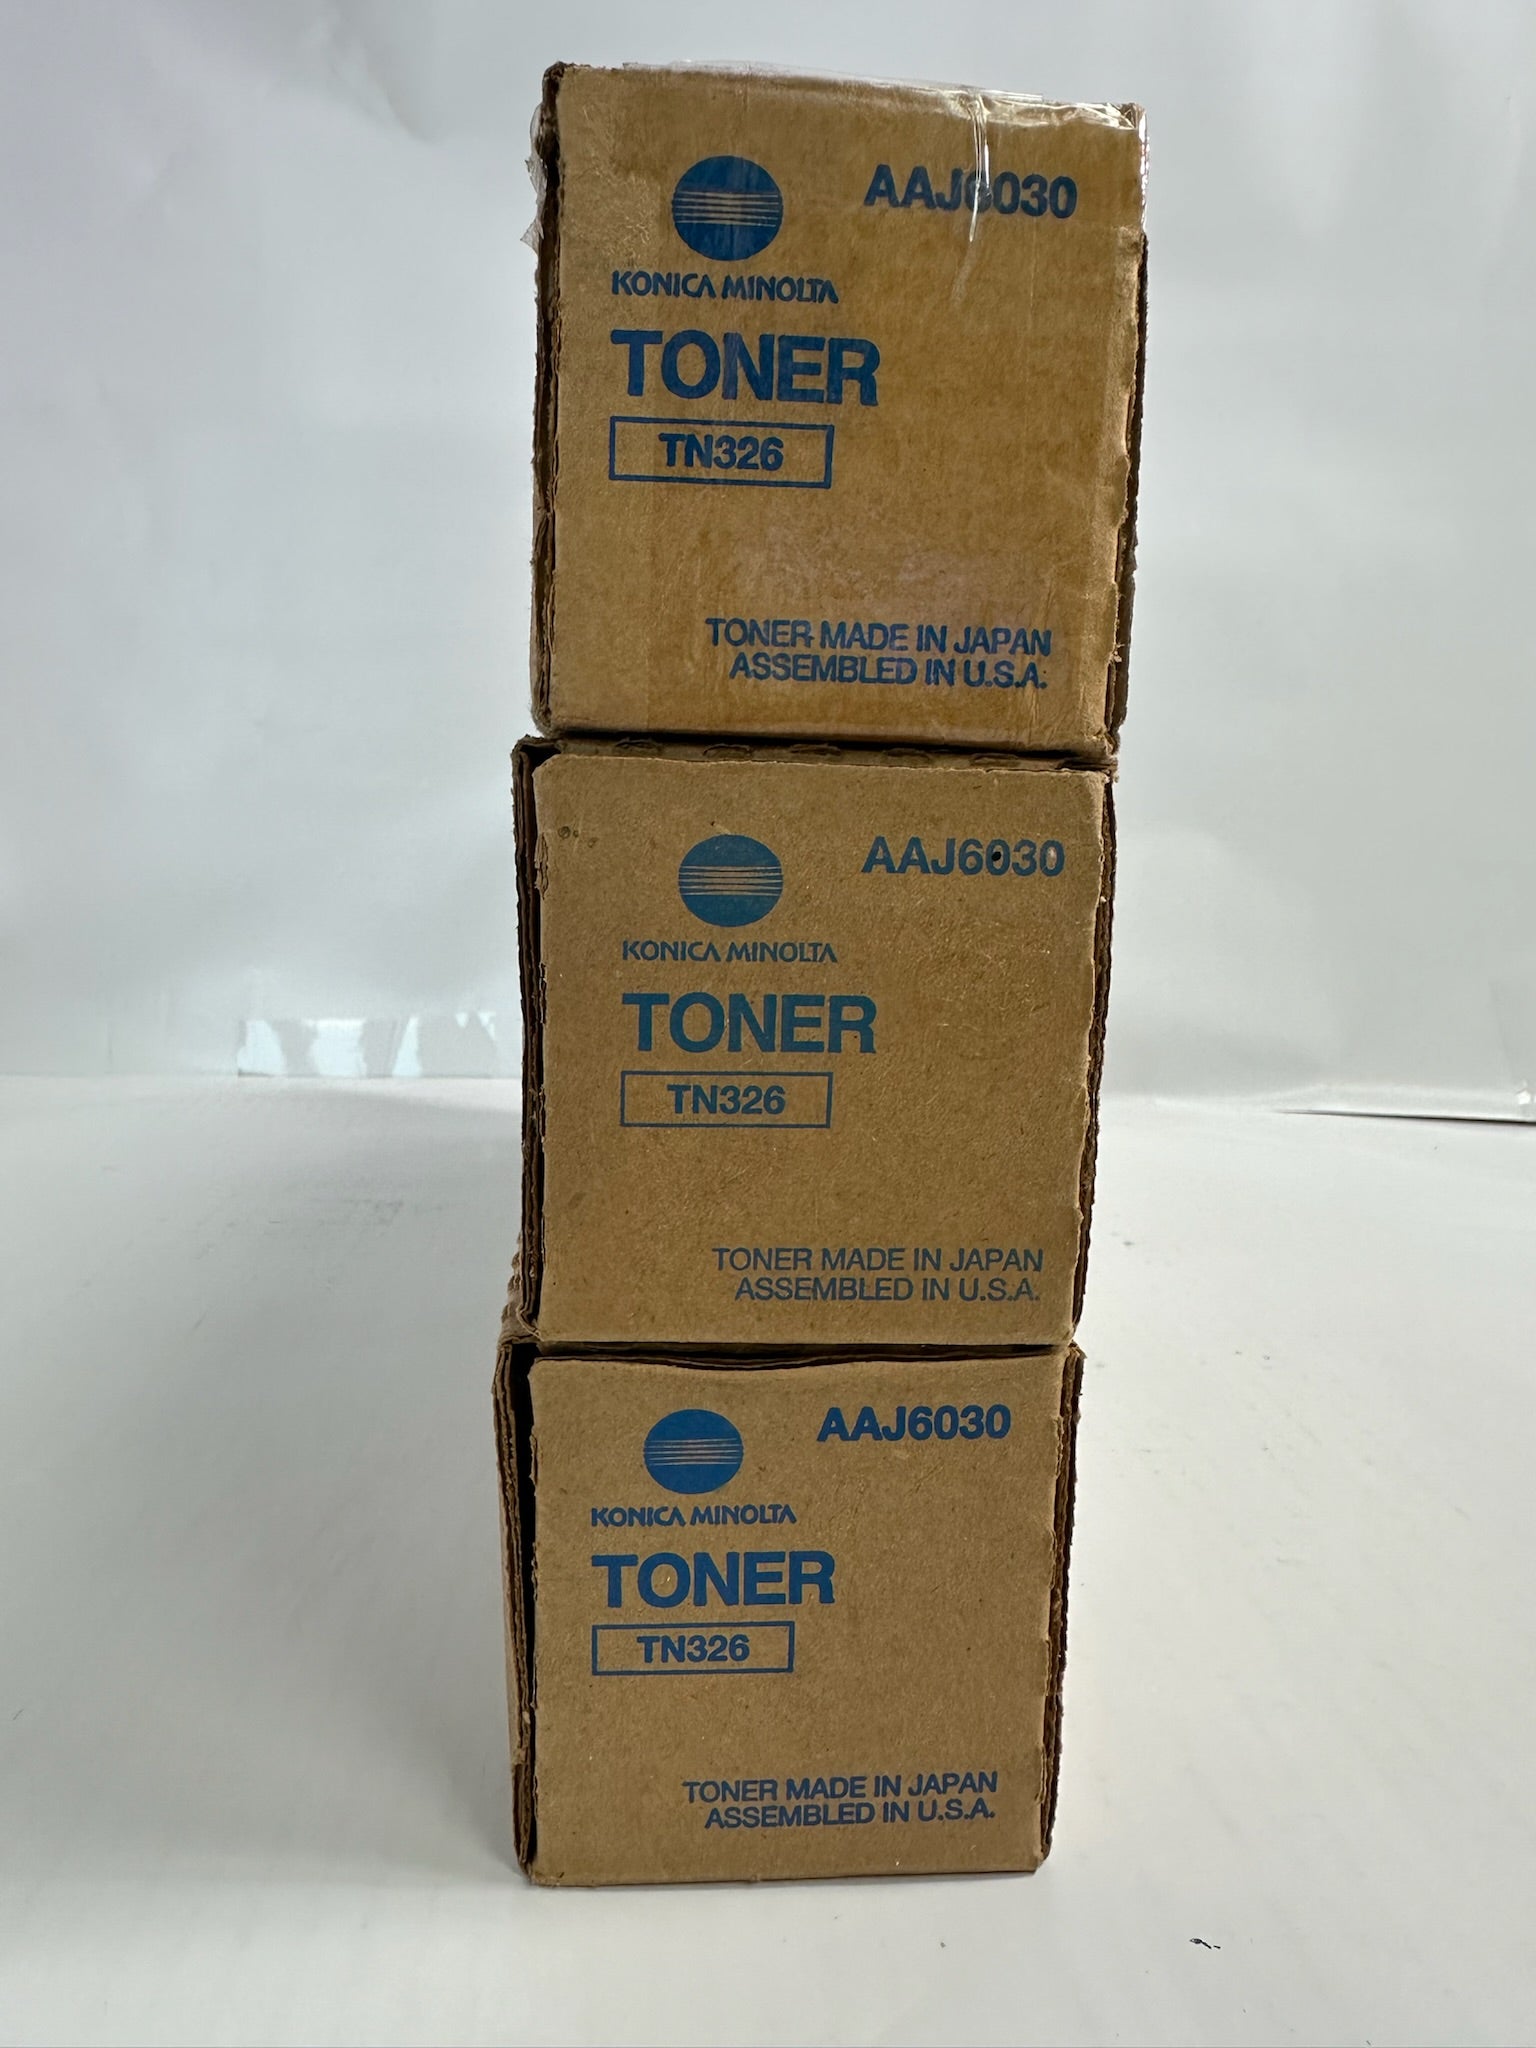 AAJ6030
KONICA MINOLTA
TONER
TN326
TONER MADE IN JAPAN
ASSEMBLED IN U.S.A.
AAJ6030
KONICA MINOLTA
TONER
TN326
TONER MADE IN JAPAN
ASSEMBLED IN U.S.A.
AAJ6030
KONICA MINOLTA
TONER
TN326
TONER MADE IN JAPAN
ASSEMBLED IN U.S.A.